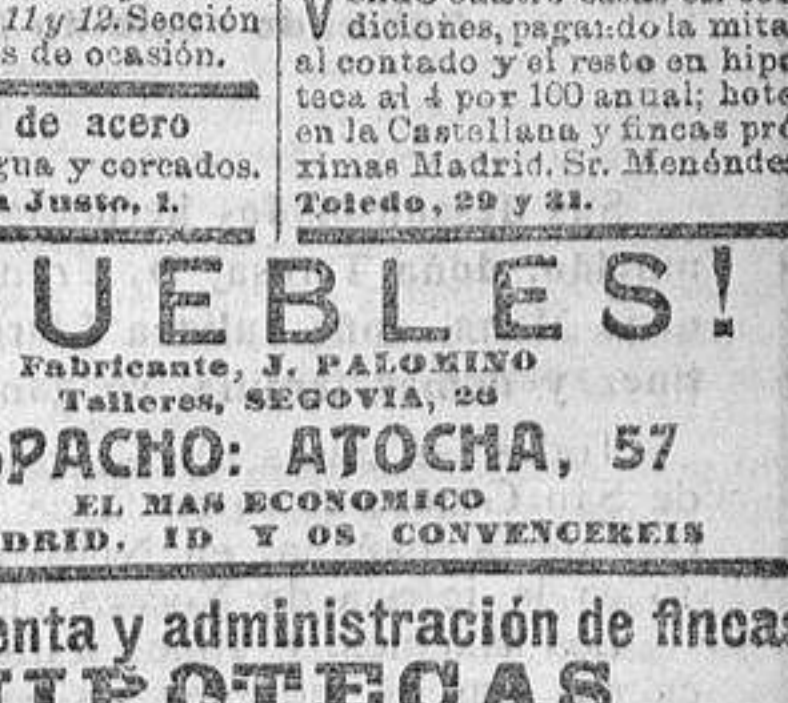 11 y 12. Sección
s de ocasión.
de acero
gua y cercados.
a Justo, 1.
diciones, pagando la mita
al contado y el resto en hipo
teca al 4 por 100 anual; hote
en la Castellana y fincas pró
ximas Madrid. Sr. Menénde
Toledo, 29 y 31.
UEBLES!
Fabricante, J. PALOMINO
Talleres, SEGOVIA, 26
SPACHO: ATOCHA, 57
EL MAS ECONOMICO
DRID. ID Y OS CONVENCEREIS
enta y administración de fincas
HIPOTECAS